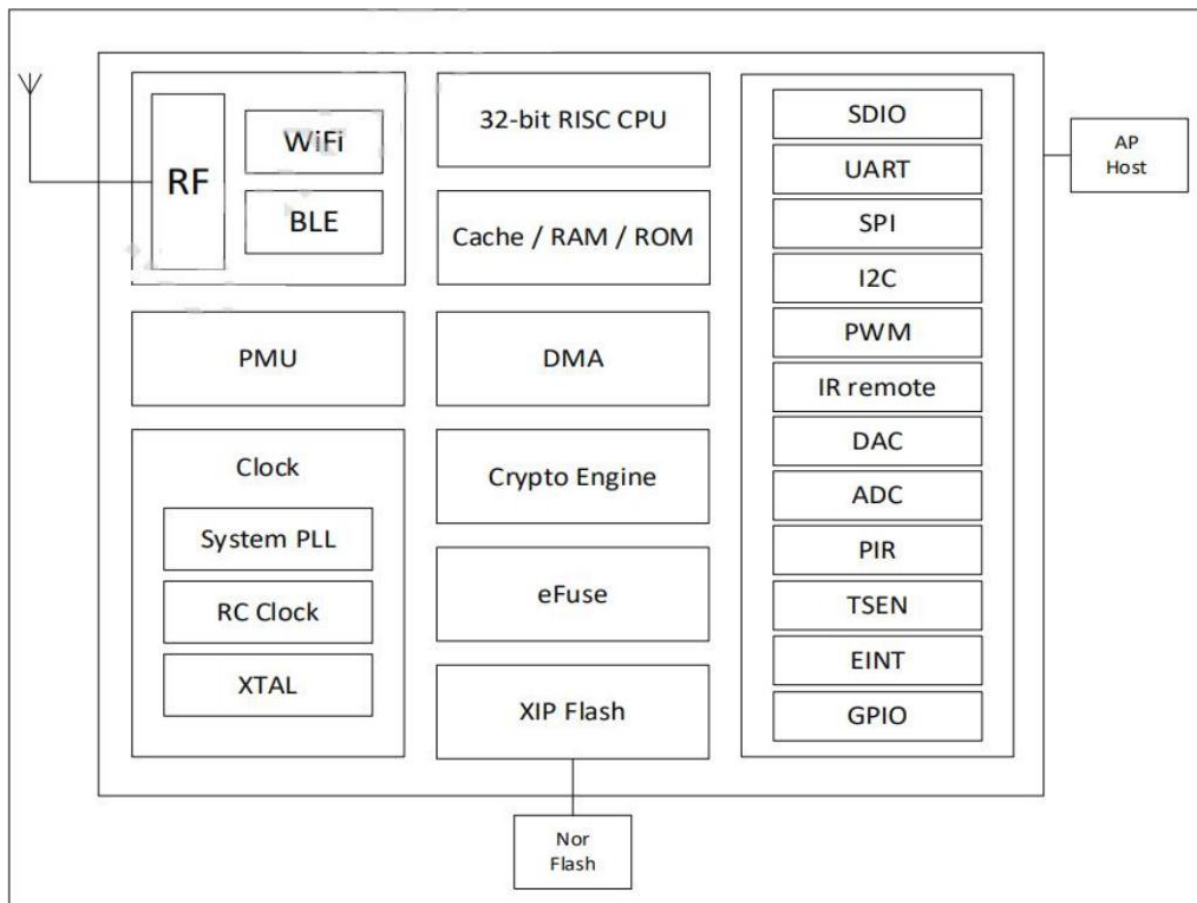 RF
WiFi
BLE
PMU
Clock
System PLL
RC Clock
XTAL
32-bit RISC CPU
Cache / RAM / ROM
DMA
Crypto Engine
eFuse
XIP Flash
Nor
Flash
SDIO
UART
SPI
I2C
PWM
IR remote
DAC
ADC
PIR
TSEN
EINT
GPIO
AP
Host